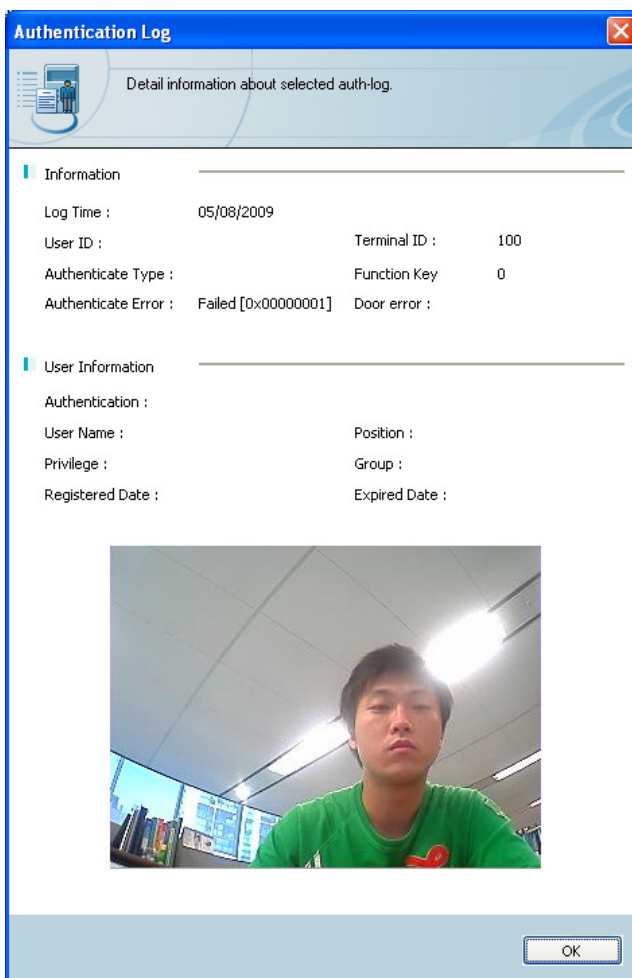 Authentication Log
Detail information about selected auth-log.
Information
Log Time : 05/08/2009
User ID : Terminal ID : 100
Authenticate Type : Function Key 0
Authenticate Error : Failed [0x00000001] Door error :
User Information
Authentication :
User Name : Position :
Privilege : Group :
Registered Date : Expired Date :
OK